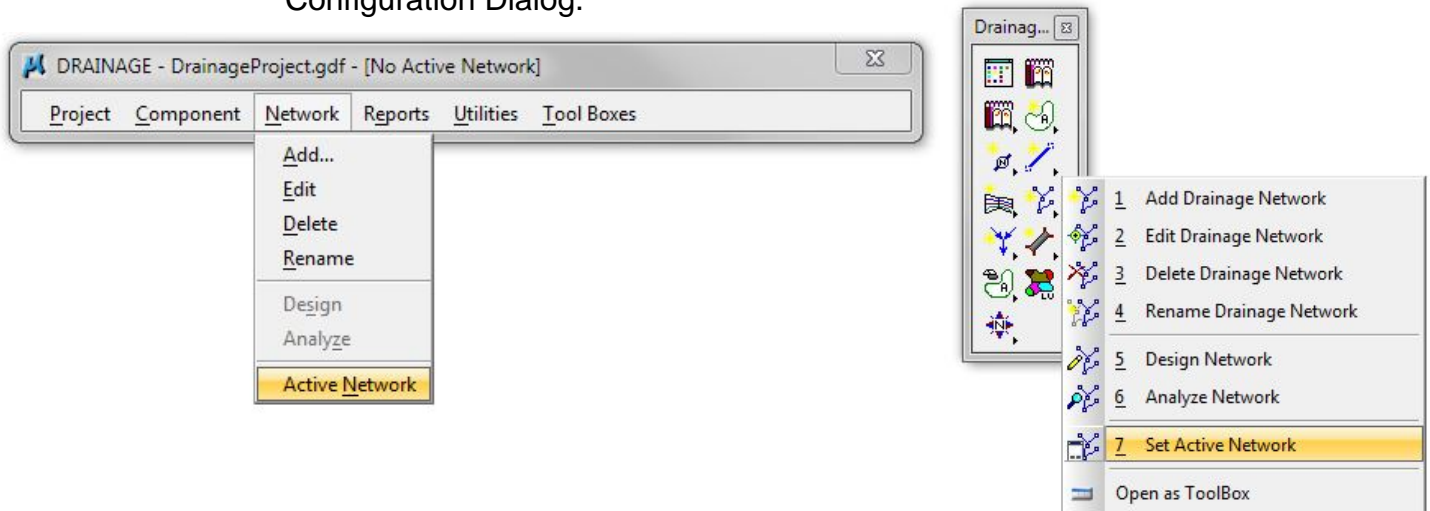 Configuration Dialog.
DRAINAGE - DrainageProject.gdf - [No Active Network]
Project Component Network Reports Utilities Tool Boxes
Add...
Edit
Delete
Rename
Design
Analyze
Active Network
Drainag...
1 Add Drainage Network
2 Edit Drainage Network
3 Delete Drainage Network
4 Rename Drainage Network
5 Design Network
6 Analyze Network
7 Set Active Network
Open as ToolBox